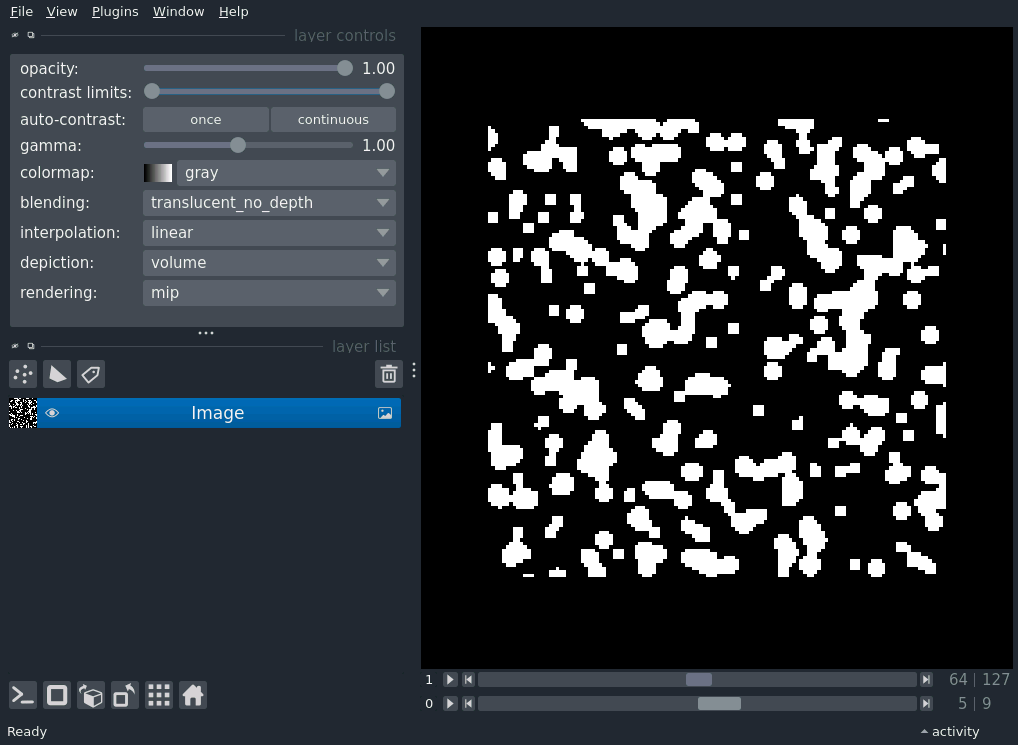 File View Plugins Window Help
layer controls
opacity: 1.00
contrast limits:
auto-contrast: once continuous
gamma: 1.00
colormap: gray
blending: translucent_no_depth
interpolation: linear
depiction: volume
rendering: mip
layer list
Image
1 64 | 127
0 5 | 9
Ready activity